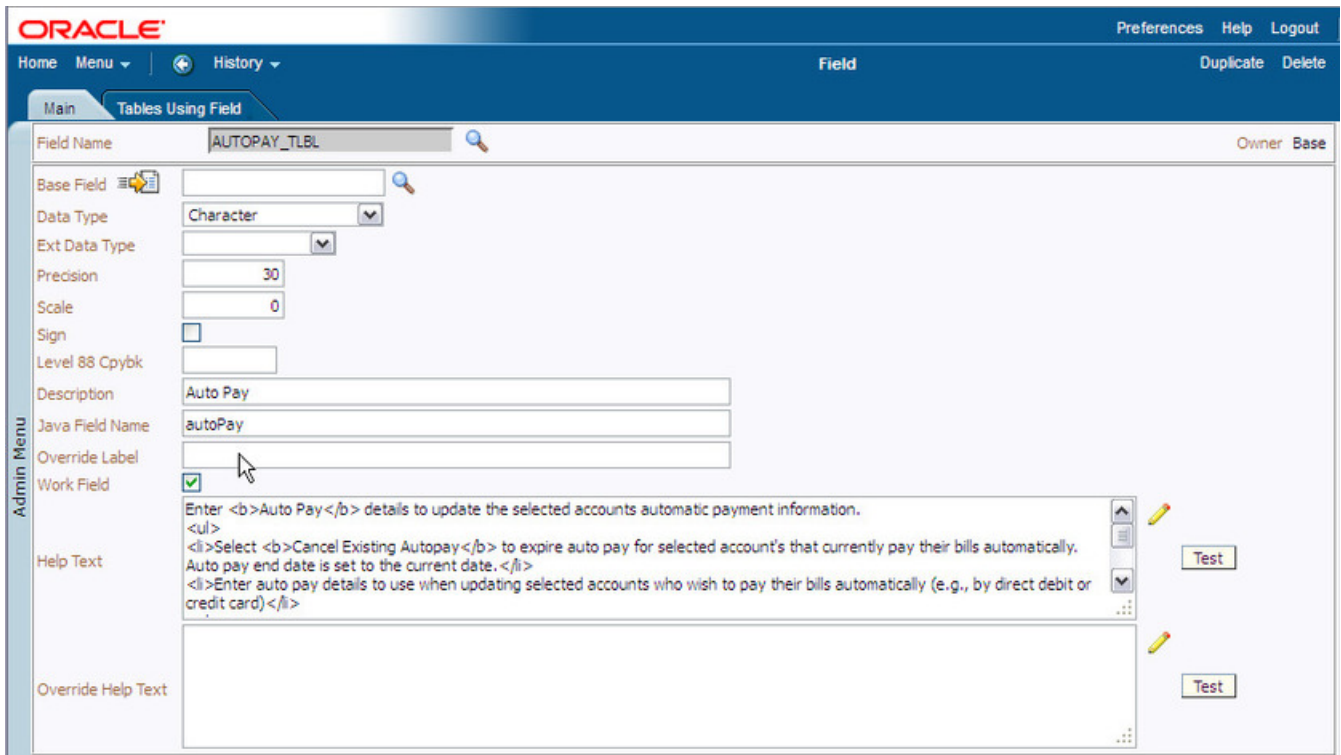 ORACLE
Preferences Help Logout
Home Menu History Field Duplicate Delete
Main Tables Using Field
Field Name AUTOPAY_TLBL Owner Base
Base Field
Data Type Character
Ext Data Type
Precision 30
Scale 0
Sign
Level 88 Cpybk
Description Auto Pay
Java Field Name autoPay
Override Label
Work Field
Admin Menu
Help Text
Enter <b>Auto Pay</b> details to update the selected accounts automatic payment information.
<ul>
<li>Select <b>Cancel Existing Autopay</b> to expire auto pay for selected account's that currently pay their bills automatically.
Auto pay end date is set to the current date.</li>
<li>Enter auto pay details to use when updating selected accounts who wish to pay their bills automatically (e.g., by direct debit or
credit card)</li>
Test
Override Help Text
Test